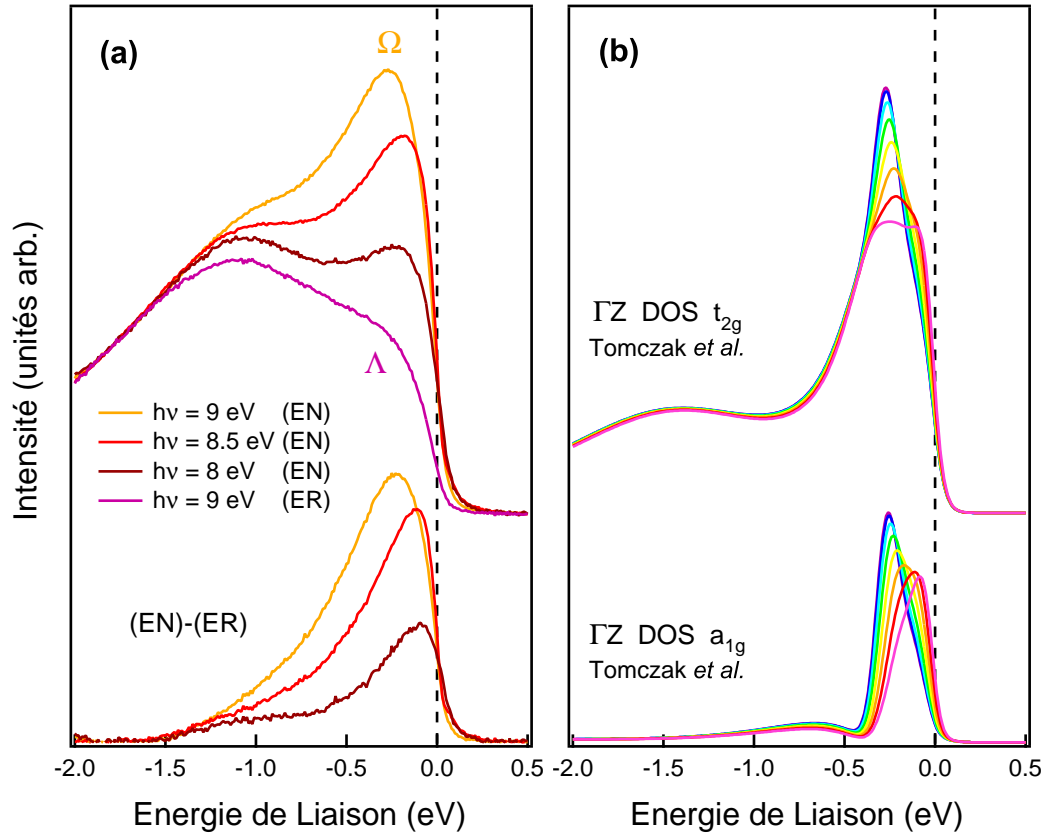 (a)
Ω
Λ
hν = 9 eV (EN)
hν = 8.5 eV (EN)
hν = 8 eV (EN)
hν = 9 eV (ER)
(EN)-(ER)
Intensité (unités arb.)
-2.0 -1.5 -1.0 -0.5 0.0 0.5
Energie de Liaison (eV)
(b)
ΓZ DOS t2g
Tomczak et al.
ΓZ DOS a1g
Tomczak et al.
-2.0 -1.5 -1.0 -0.5 0.0 0.5
Energie de Liaison (eV)